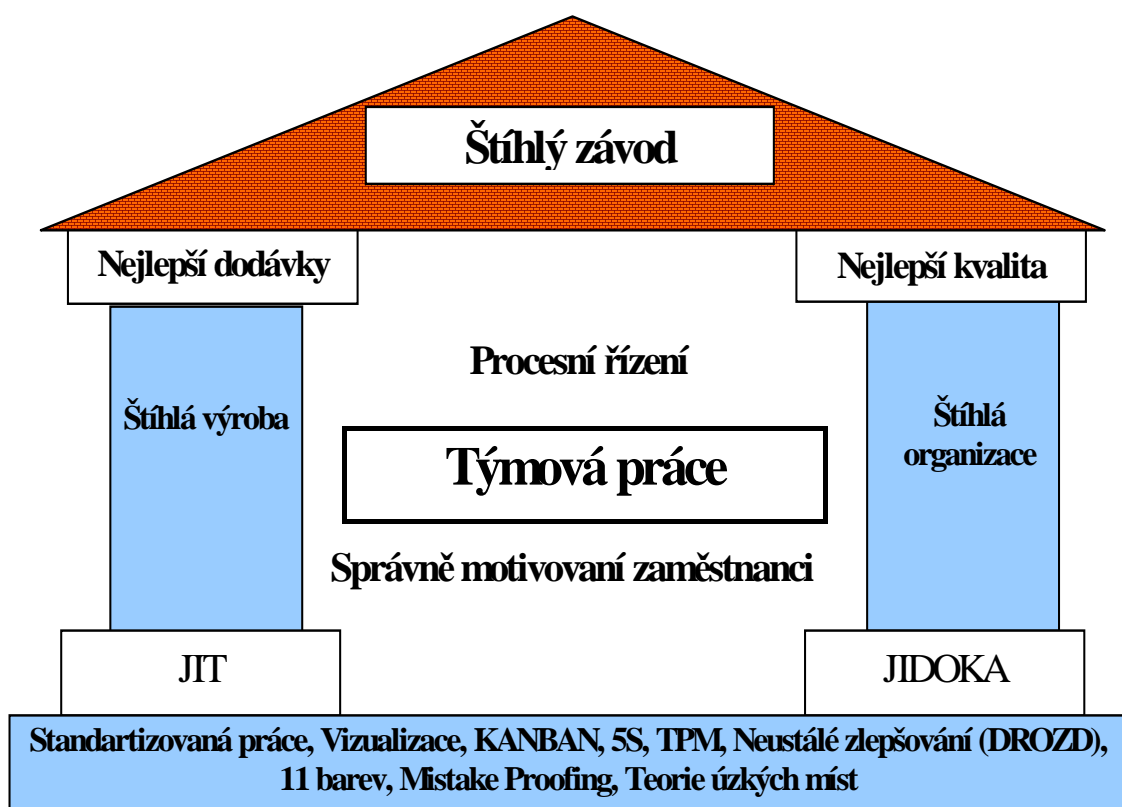 Štíhlý závod
Nejlepší dodávky
Nejlepší kvalita
Procesní řízení
Štíhlá výroba
Štíhlá
organizace
Týmová práce
Správně motivovaní zaměstnanci
JIT
JIDOKA
Standartizovaná práce, Vizualizace, KANBAN, 5S, TPM, Neustálé zlepšování (DROZD),
11 barev, Mistake Proofing, Teorie úzkých míst